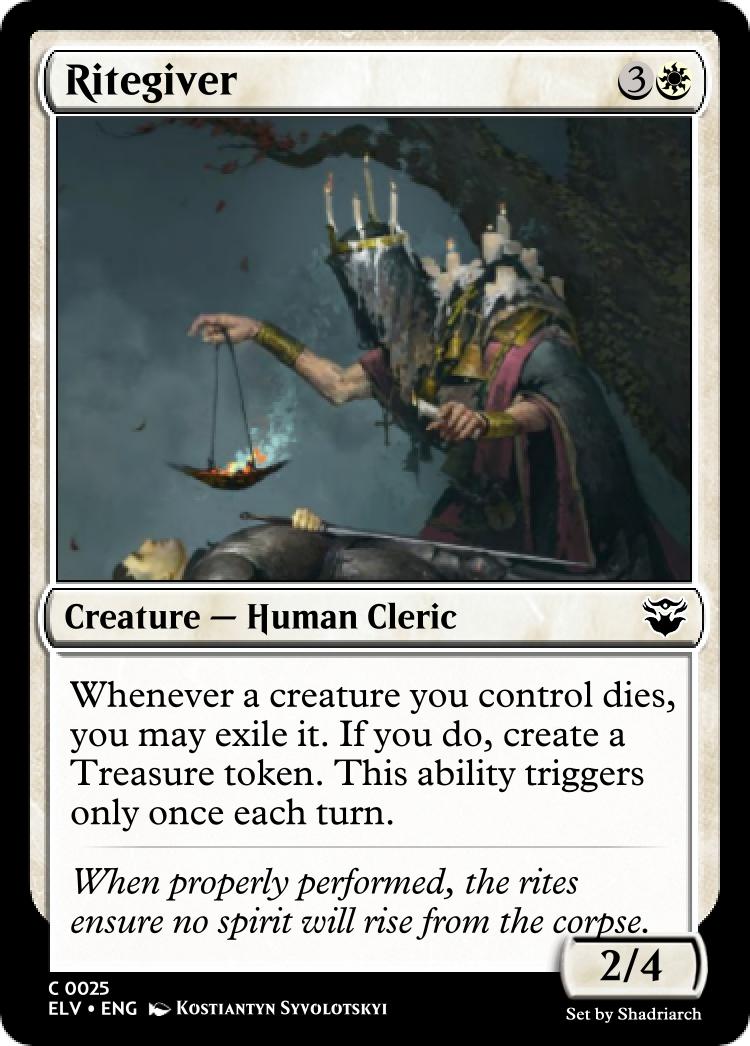 Ritegiver 3
Creature — Human Cleric
Whenever a creature you control dies,
you may exile it. If you do, create a
Treasure token. This ability triggers
only once each turn.
When properly performed, the rites
ensure no spirit will rise from the corpse.
2/4
C 0025
ELV • ENG Kostiantyn Syvolotskyi
Set by Shadriarch